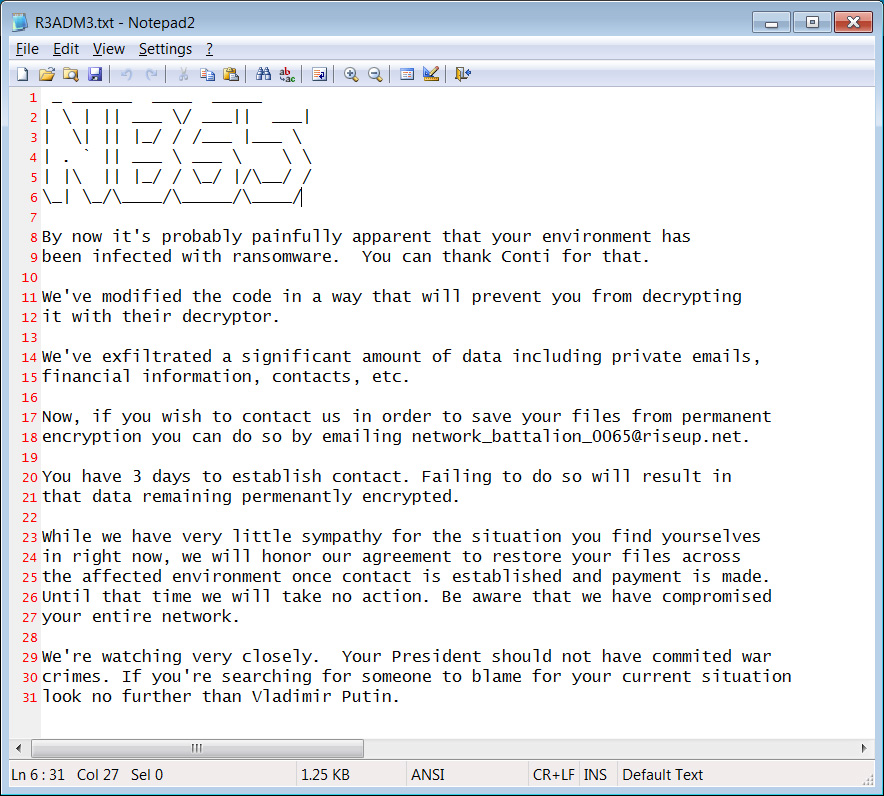 R3ADM3.txt - Notepad2
File Edit View Settings ?
1  _ ______  ____  _____
2 | \ | || ___ \/ ___||  ___|
3 |  \| || |_/ / /___ |___ \
4 | . ` || ___ \ ___ \    \ \
5 | |\  || |_/ / \_/ |/\__/ /
6 \_| \_/\____/\_____/\____/
7
8 By now it's probably painfully apparent that your environment has
9 been infected with ransomware.  You can thank Conti for that.
10
11 We've modified the code in a way that will prevent you from decrypting
12 it with their decryptor.
13
14 We've exfiltrated a significant amount of data including private emails,
15 financial information, contacts, etc.
16
17 Now, if you wish to contact us in order to save your files from permanent
18 encryption you can do so by emailing network_battalion_0065@riseup.net.
19
20 You have 3 days to establish contact. Failing to do so will result in
21 that data remaining permenantly encrypted.
22
23 While we have very little sympathy for the situation you find yourselves
24 in right now, we will honor our agreement to restore your files across
25 the affected environment once contact is established and payment is made.
26 Until that time we will take no action. Be aware that we have compromised
27 your entire network.
28
29 We're watching very closely.  Your President should not have commited war
30 crimes. If you're searching for someone to blame for your current situation
31 look no further than Vladimir Putin.
Ln 6 : 31 Col 27 Sel 0 1.25 KB ANSI CR+LF INS Default Text